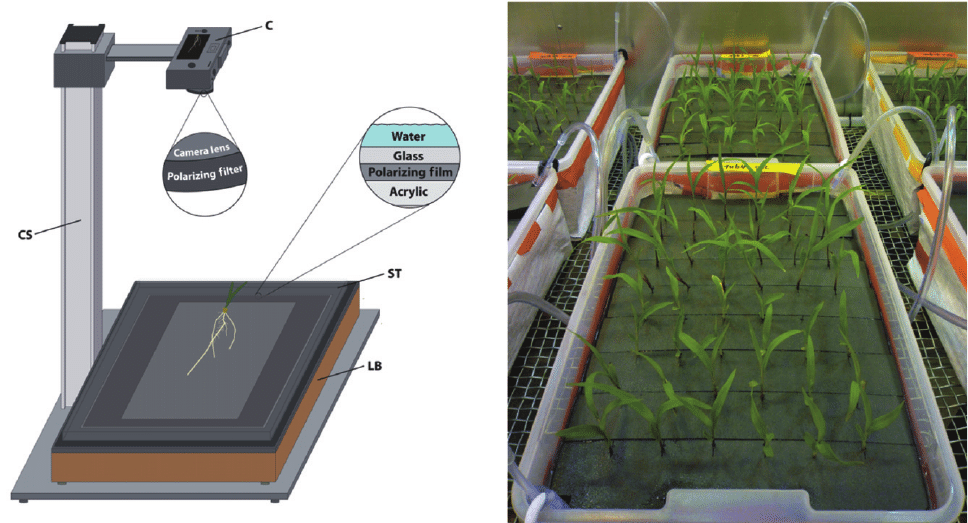 C
Camera lens
Polarizing filter
Water
Glass
Polarizing film
Acrylic
CS
ST
LB